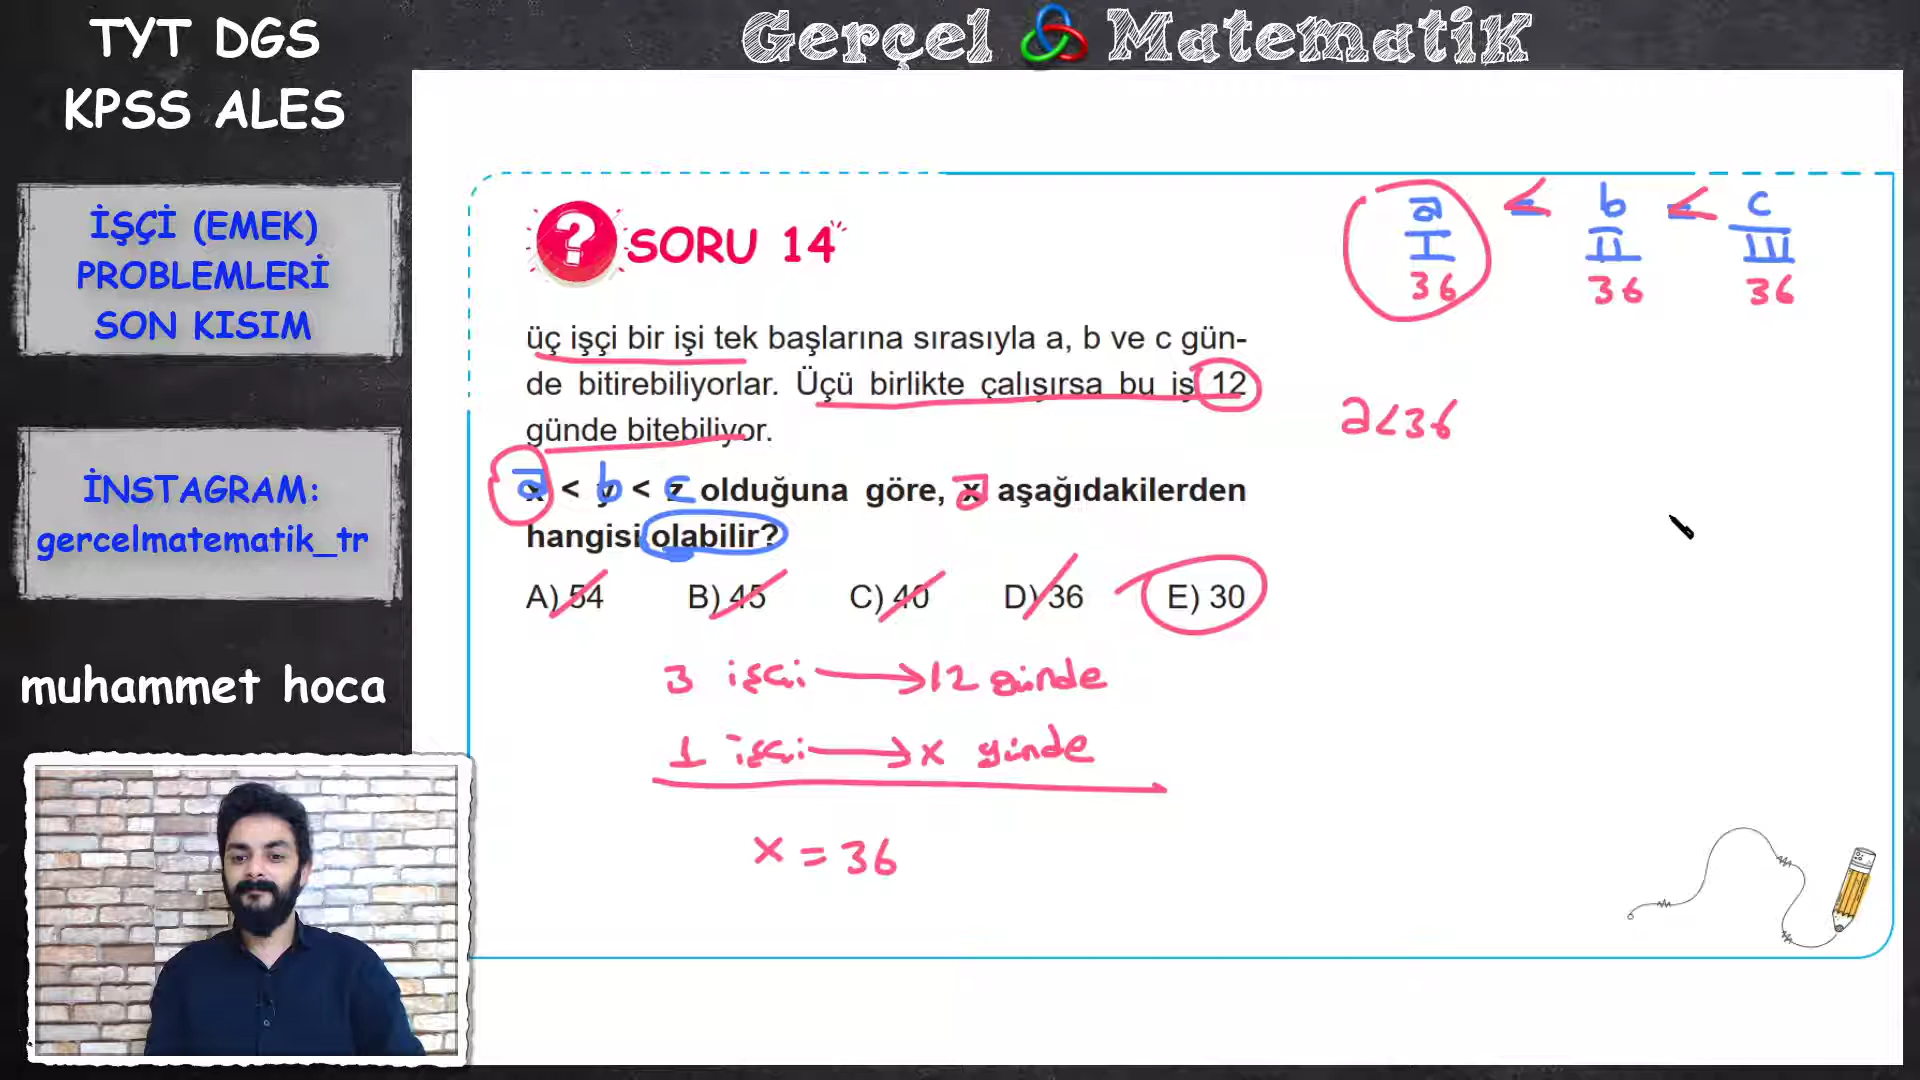 TYT DGS
KPSS ALES
Gerçel Matematik
İŞÇİ (EMEK)
PROBLEMLERİ
SON KISIM
İNSTAGRAM:
gercelmatematik_tr
muhammet hoca
? SORU 14
üç işçi bir işi tek başlarına sırasıyla a, b ve c gün-
de bitirebiliyorlar. Üçü birlikte çalışırsa bu iş 12
günde bitebiliyor.
a < b < c olduğuna göre, a aşağıdakilerden
hangisi olabilir?
A) 54 B) 45 C) 40 D) 36 E) 30
3 işçi → 12 günde
1 işçi → x günde
x = 36
a < b < c
I II III
36 36 36
a<36